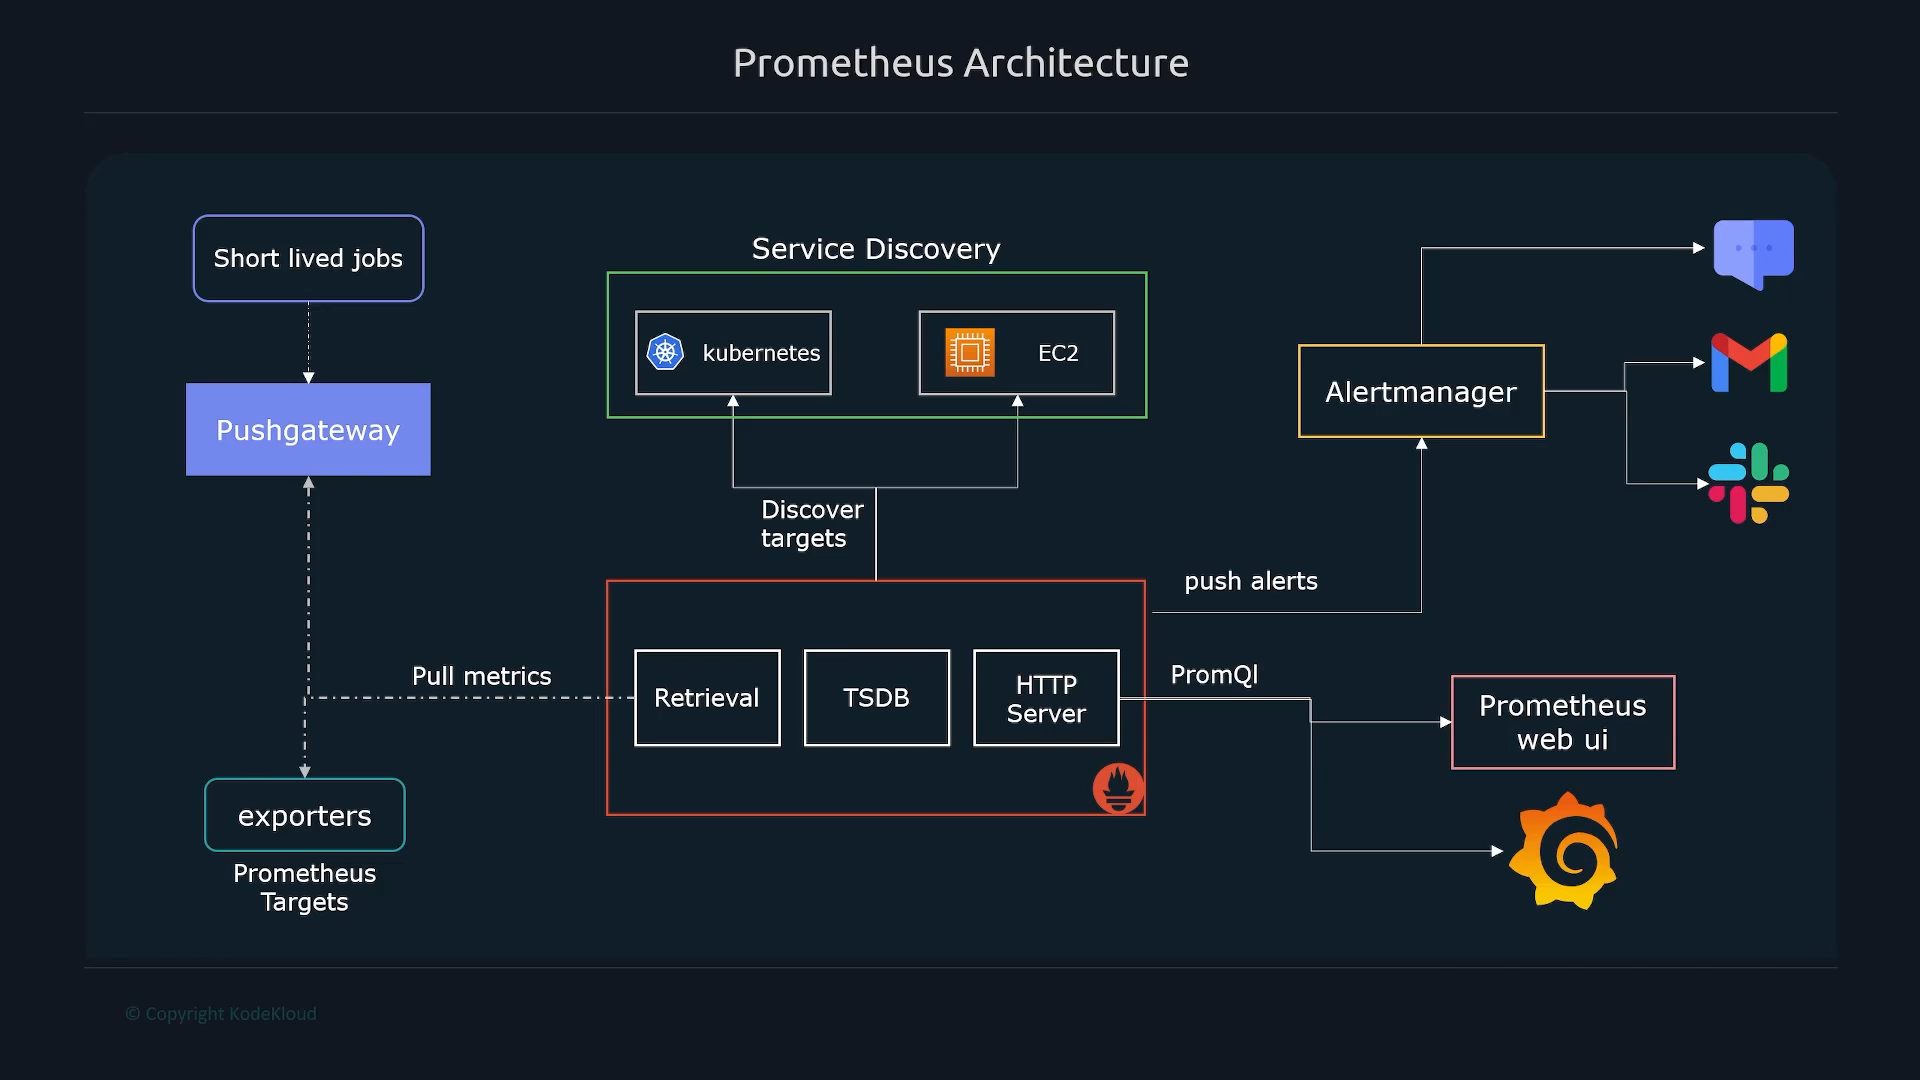 Prometheus Architecture
Short lived jobs
Pushgateway
Service Discovery
kubernetes
EC2
Discover
targets
Alertmanager
push alerts
Pull metrics
Retrieval
TSDB
HTTP
Server
PromQl
Prometheus
web ui
exporters
Prometheus
Targets
© Copyright KodeKloud